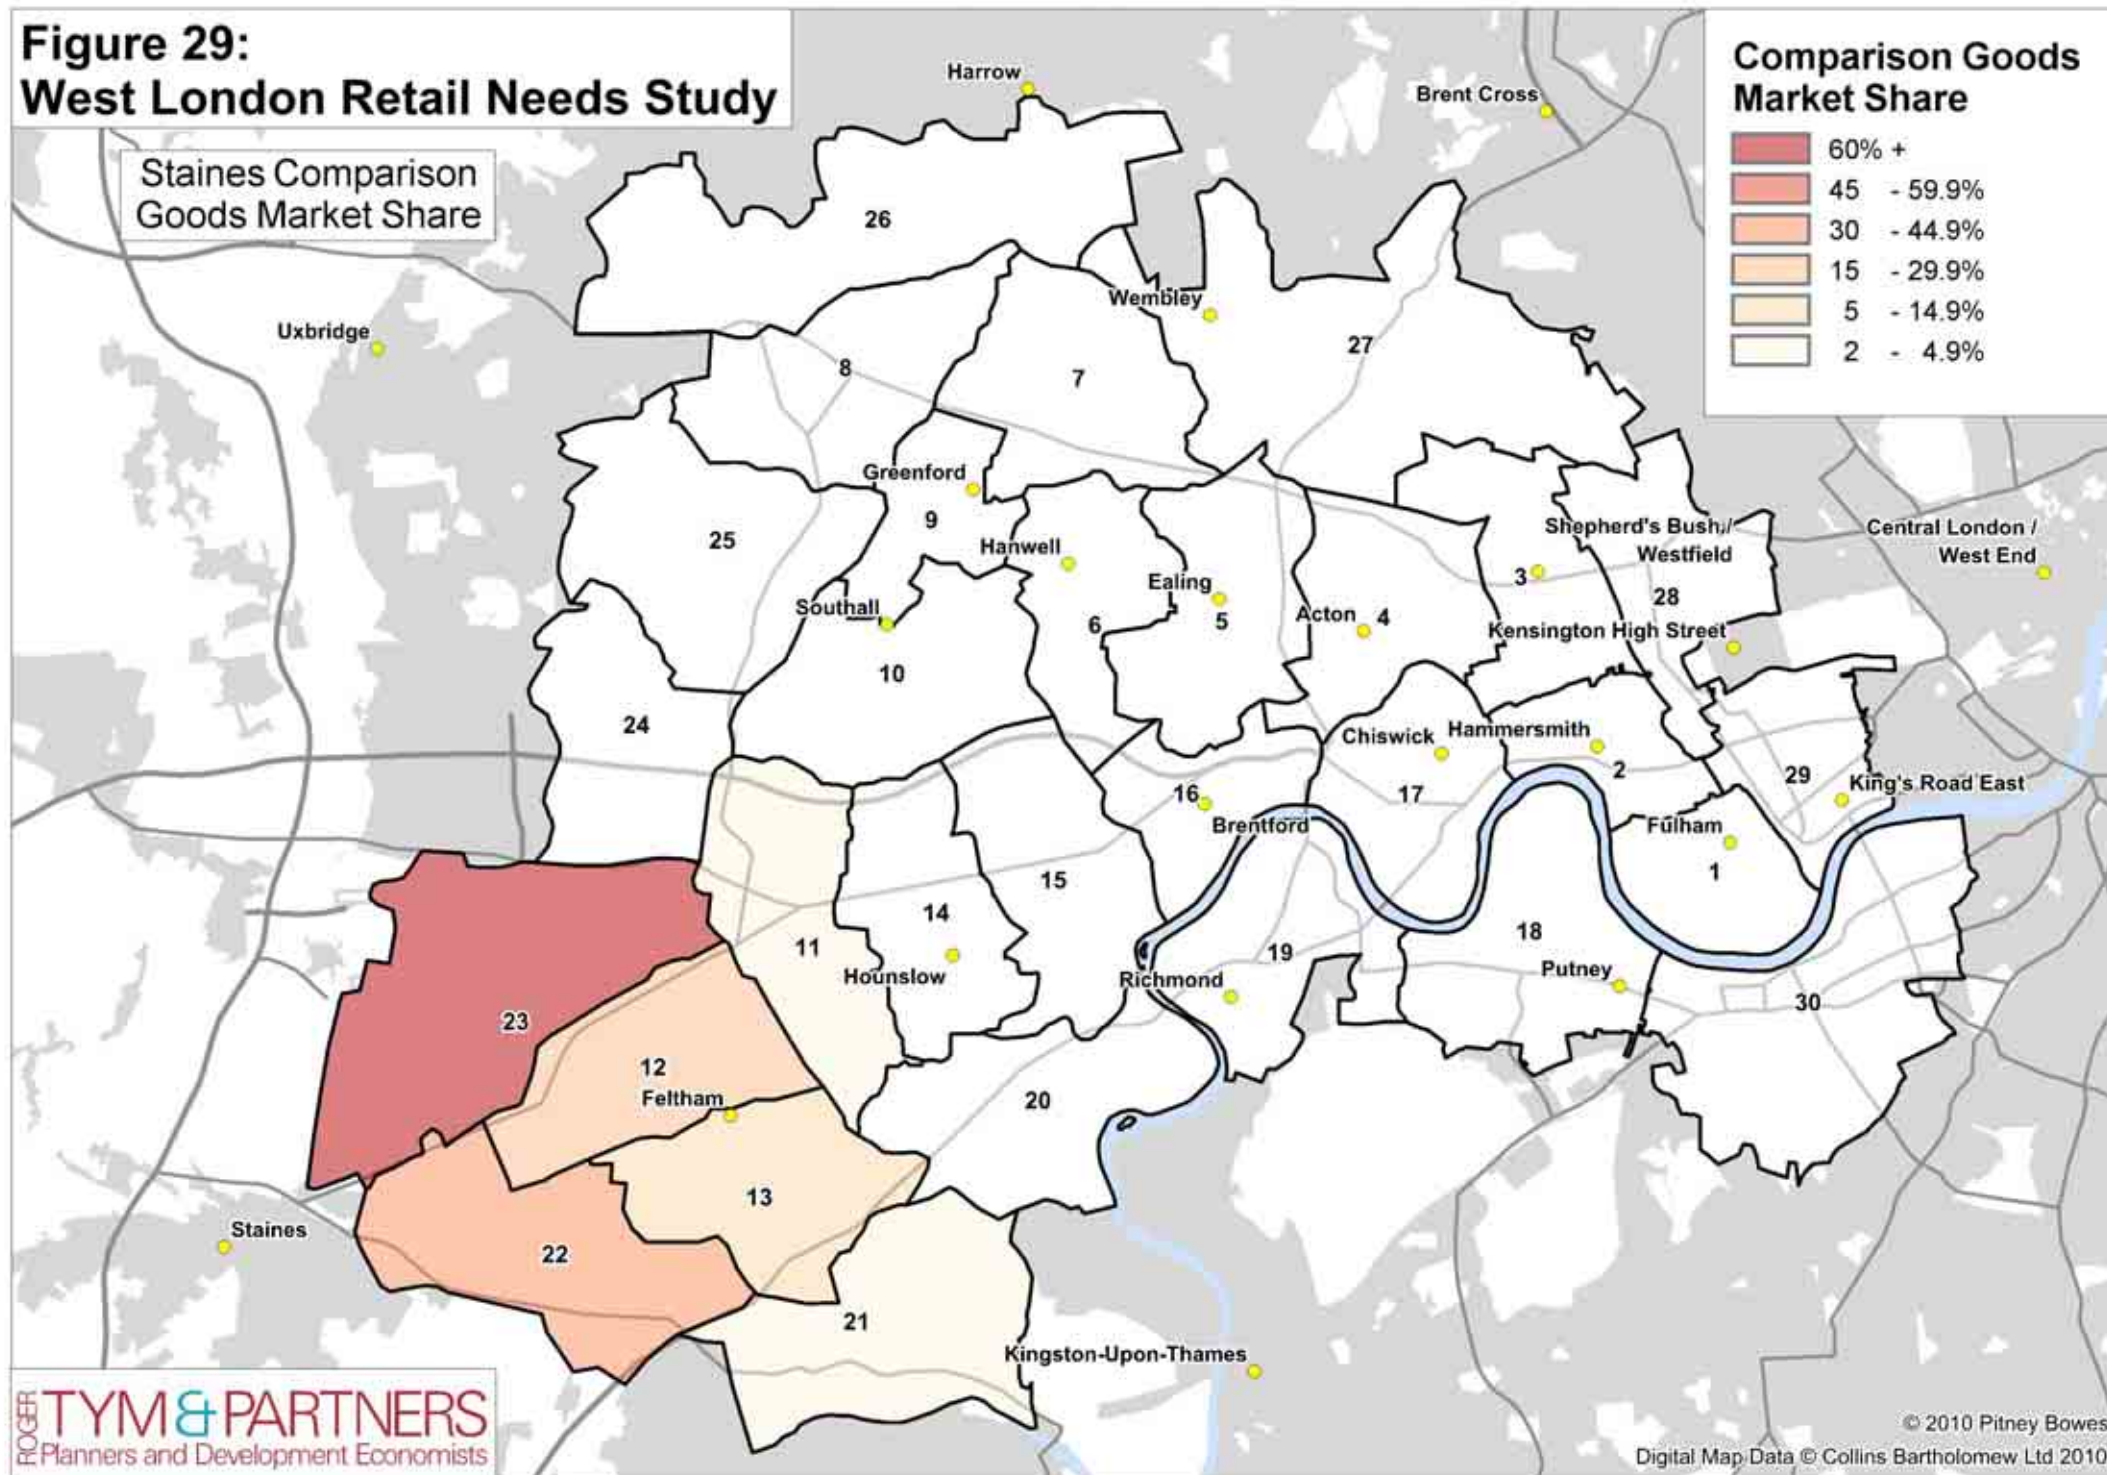 Figure 29:
West London Retail Needs Study
Staines Comparison
Goods Market Share
Comparison Goods
Market Share
60% +
45 - 59.9%
30 - 44.9%
15 - 29.9%
5 - 14.9%
2 - 4.9%
Harrow
Brent Cross
26
Wembley
Uxbridge
27
8
7
Greenford
9
25
Hanwell
Shepherd's Bush /
Westfield
Central London /
West End
3
28
Ealing
5
Southall
6
Acton
4
Kensington High Street
10
24
Chiswick
Hammersmith
2
29
King's Road East
16
17
Brentford
Fulham
1
15
14
11
Hounslow
18
19
Richmond
Putney
30
23
12
Feltham
20
13
Staines
22
21
Kingston-Upon-Thames
ROGER
TYM & PARTNERS
Planners and Development Economists
© 2010 Pitney Bowes
Digital Map Data © Collins Bartholomew Ltd 2010